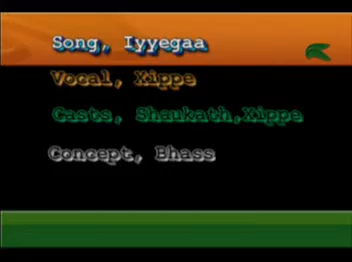 Song, Iyyegaa
Vocal, Xippe
Casts, Shaukath,Xippe
Concept, Bhass